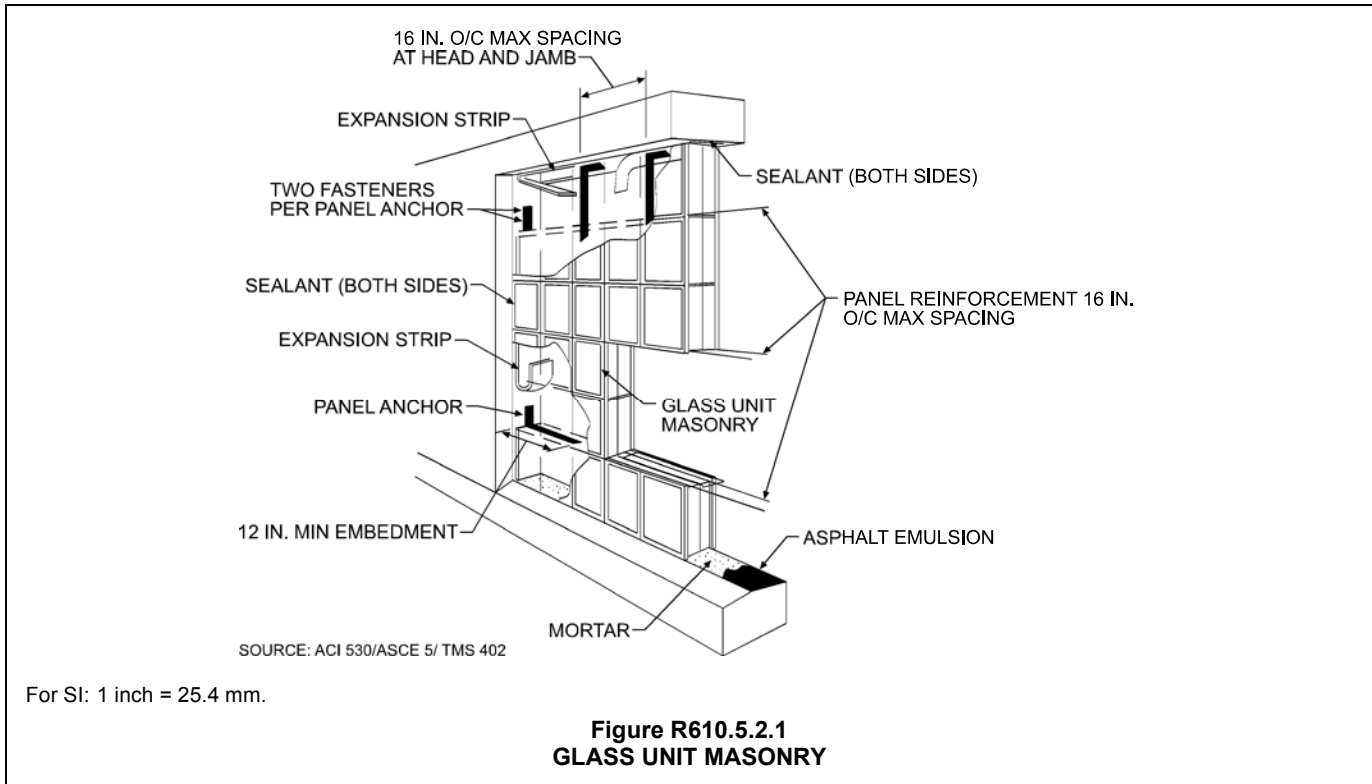 16 IN. O/C MAX SPACING
AT HEAD AND JAMB
EXPANSION STRIP
SEALANT (BOTH SIDES)
TWO FASTENERS
PER PANEL ANCHOR
SEALANT (BOTH SIDES)
PANEL REINFORCEMENT 16 IN.
O/C MAX SPACING
EXPANSION STRIP
PANEL ANCHOR
GLASS UNIT
MASONRY
12 IN. MIN EMBEDMENT
ASPHALT EMULSION
MORTAR
SOURCE: ACI 530/ASCE 5/ TMS 402
For SI: 1 inch = 25.4 mm.
Figure R610.5.2.1
GLASS UNIT MASONRY